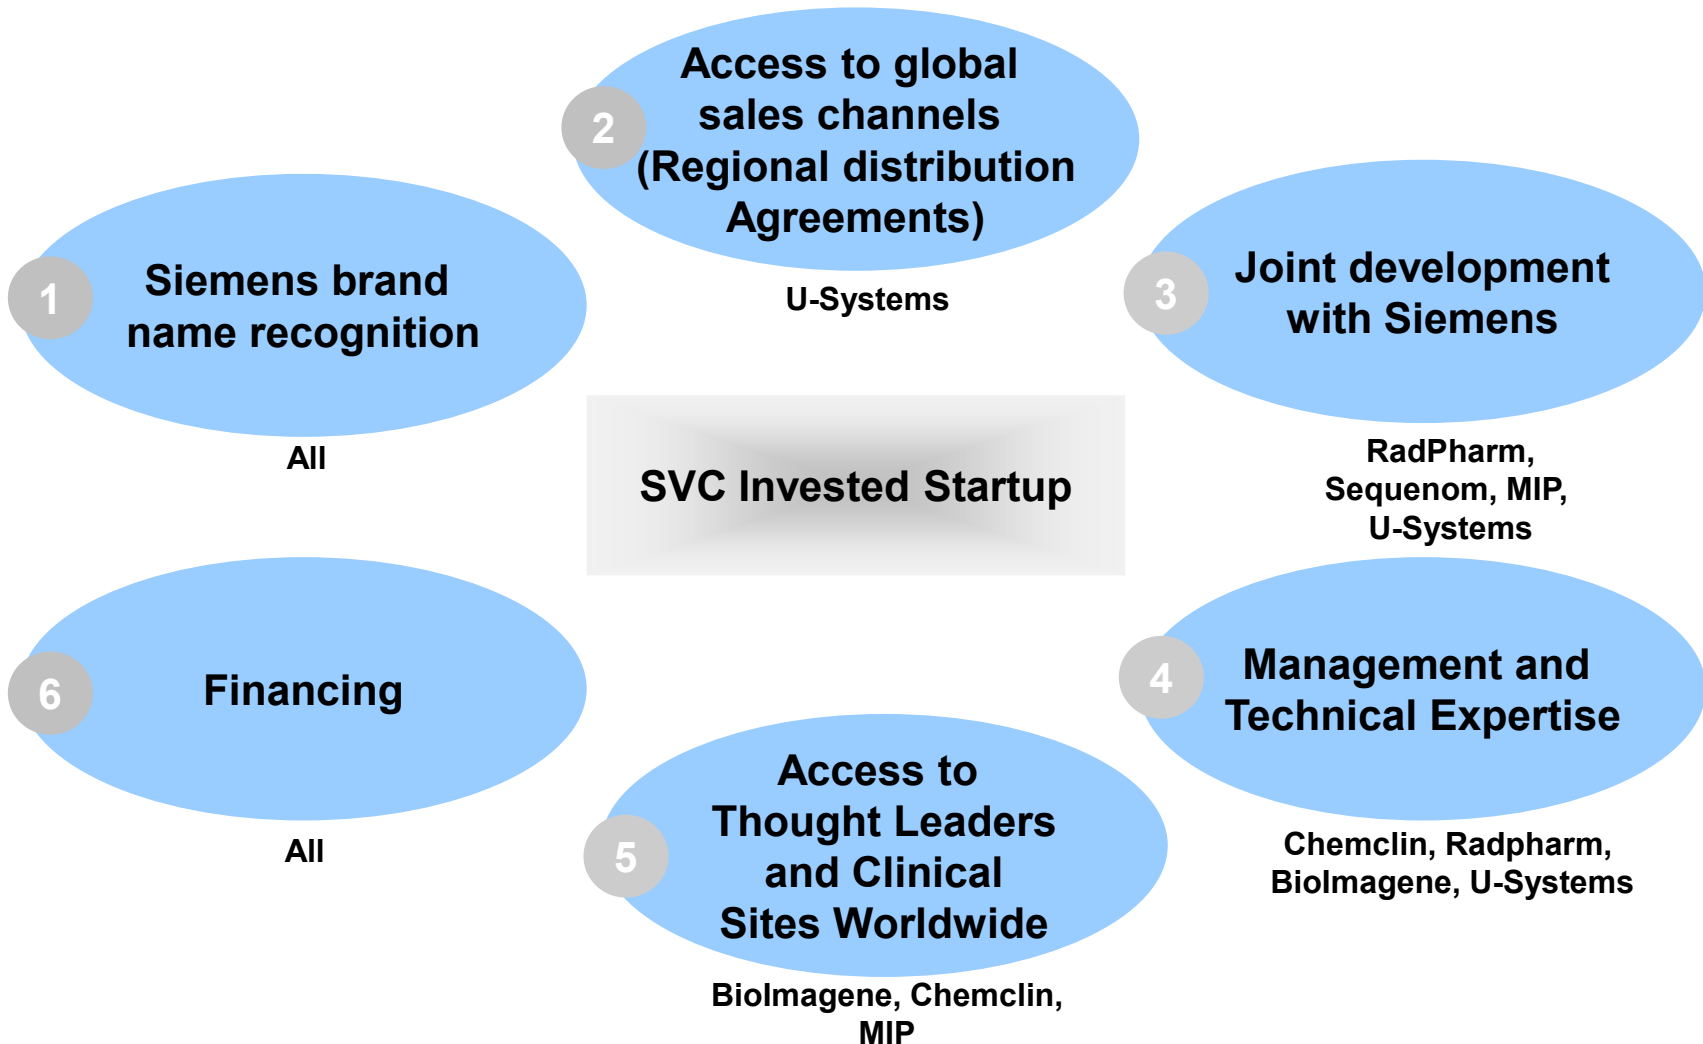 1
Siemens brand
name recognition
All
2
Access to global
sales channels
(Regional distribution
Agreements)
U-Systems
3
Joint development
with Siemens
RadPharm,
Sequenom, MIP,
U-Systems
SVC Invested Startup
4
Management and
Technical Expertise
Chemclin, Radpharm,
BioImagene, U-Systems
5
Access to
Thought Leaders
and Clinical
Sites Worldwide
BioImagene, Chemclin,
MIP
6
Financing
All